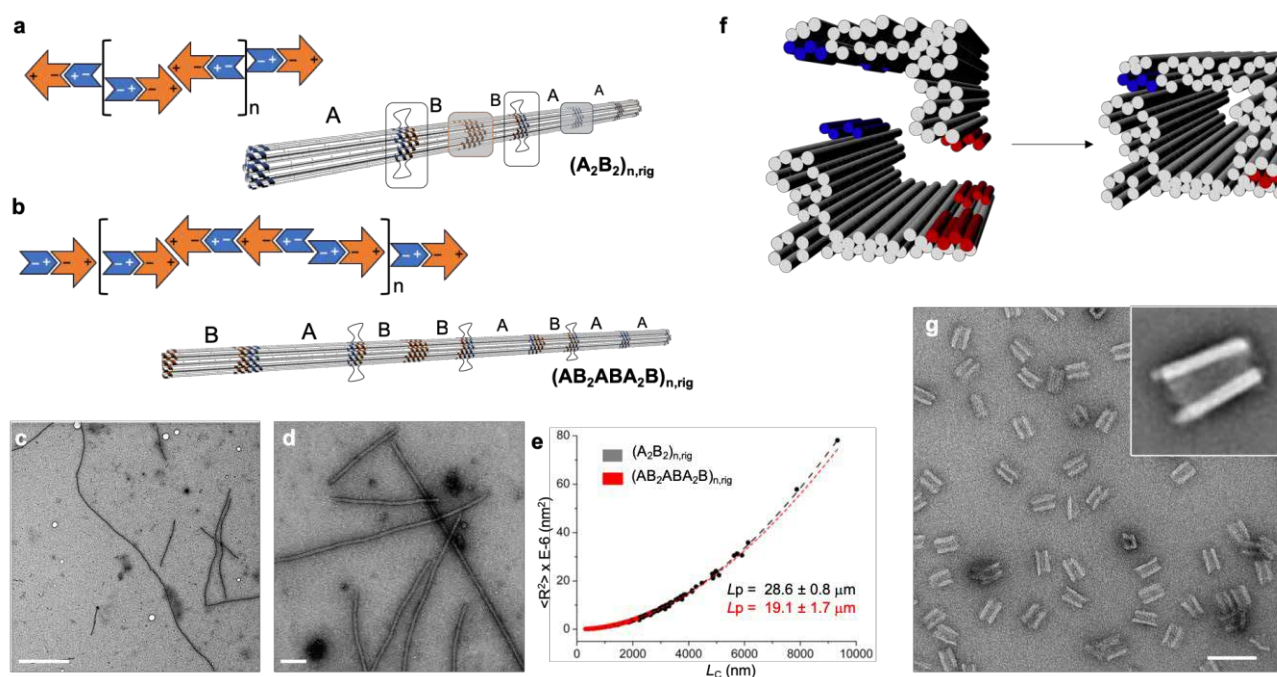 a
+ - + - - + - + + - + - - + - +
n
A B B A A
(A₂B₂)n,rig
b
- + - + - + - + + - + - + - + - - + - + - + - +
n
B A B B A A A
(AB₂ABA₂B)n,rig
c
d
e
80
60
40
20
0
<R²> x E-6 (nm²)
(A₂B₂)n,rig
(AB₂ABA₂B)n,rig
Lp = 28.6 ± 0.8 μm
Lp = 19.1 ± 1.7 μm
0 2000 4000 6000 8000 10000
LC (nm)
f
g